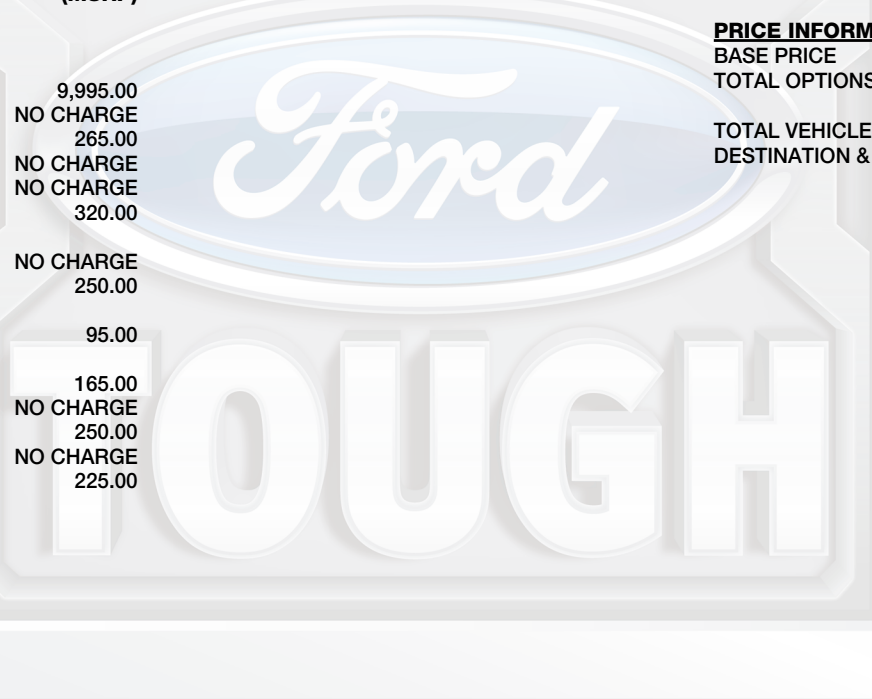 9,995.00
NO CHARGE
265.00
NO CHARGE
NO CHARGE
320.00
NO CHARGE
250.00
95.00
165.00
NO CHARGE
250.00
NO CHARGE
225.00
PRICE INFORM
BASE PRICE
TOTAL OPTIONS
TOTAL VEHICLE
DESTINATION &
Ford
TOUGH